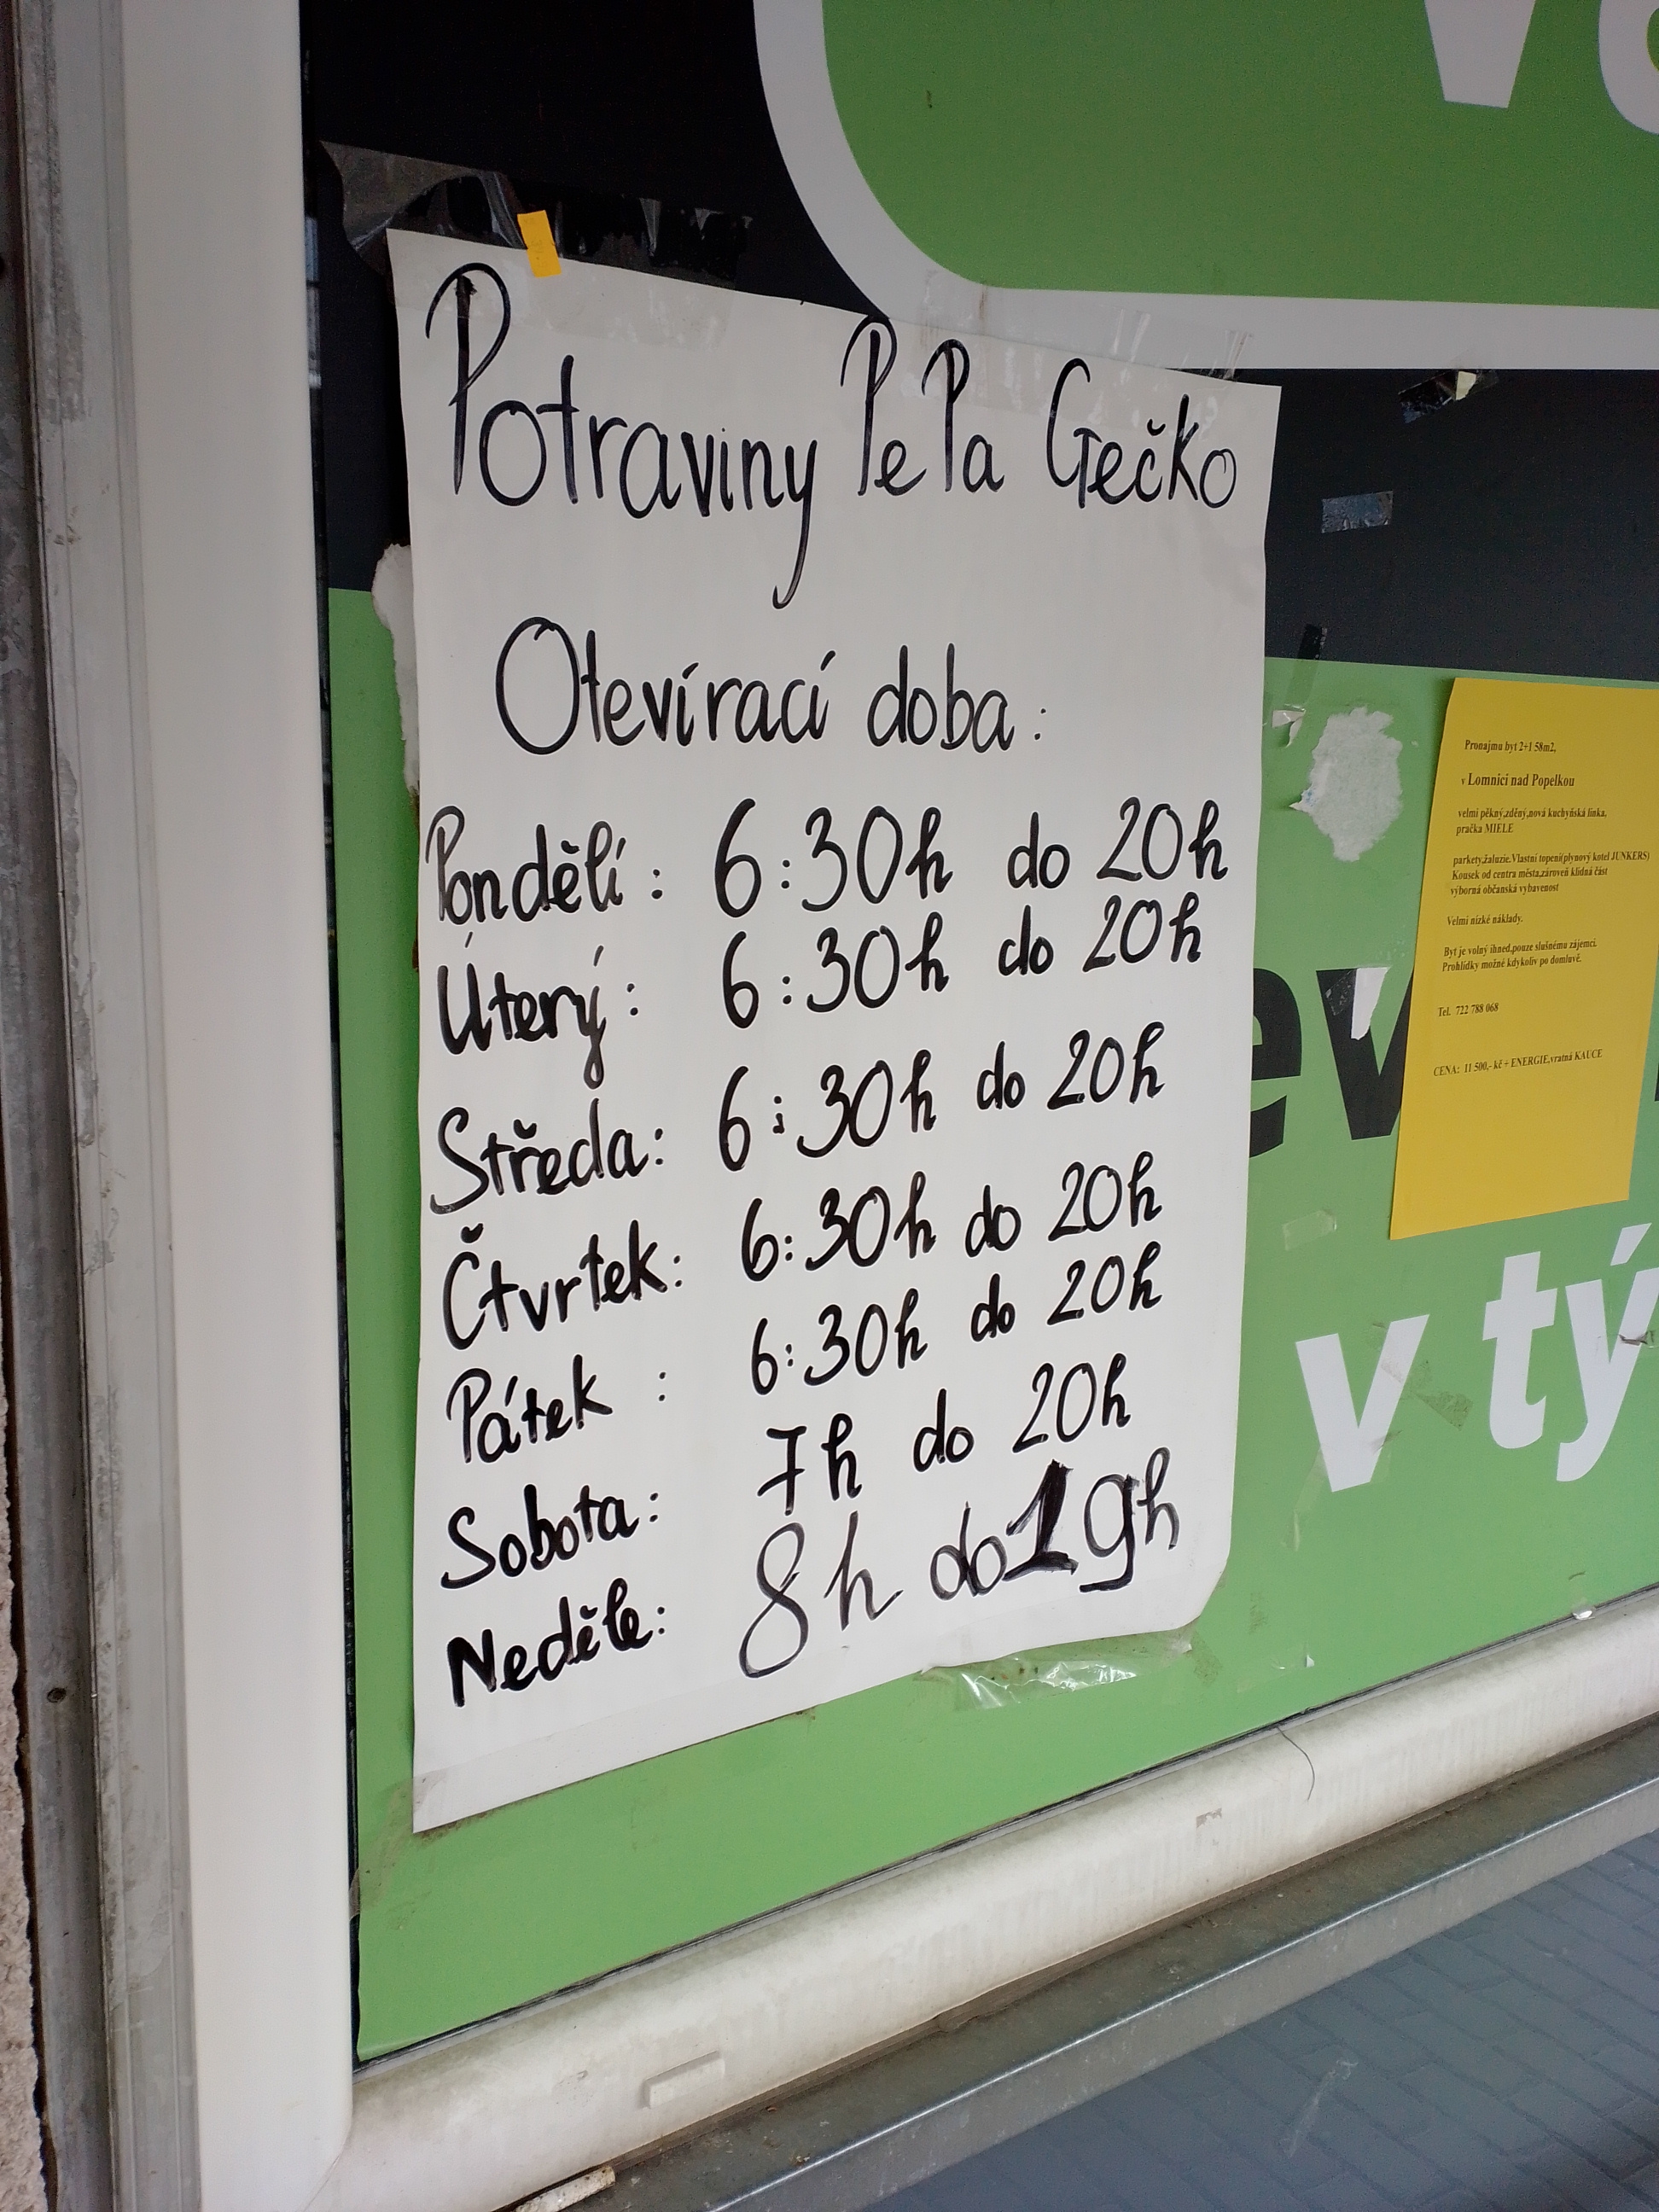 Potraviny PePa Gečko
Otevírací doba:
Pondělí: 6:30h do 20h
Úterý: 6:30h do 20h
Středa: 6:30h do 20h
Čtvrtek: 6:30h do 20h
Pátek : 6:30h do 20h
Sobota: 7h do 20h
Neděle: 8h do 19h
Pronajmu byt 2+1 58m2,
v Lomnici nad Popelkou
velmi pěkný,zděný,nová kuchyňská linka,
pračka MIELE
parkety,žaluzie.Vlastní topení(plynový kotel JUNKERS)
Kousek od centra města,zároveň klidná část
výborná občanská vybavenost
Velmi nízké náklady.
Byt je volný ihned,pouze slušnému zájemci.
Prohlídky možné kdykoliv po domluvě.
Tel. 722 788 068
CENA: 11 500,- kč + ENERGIE,vratná KAUCE
ev
v tý